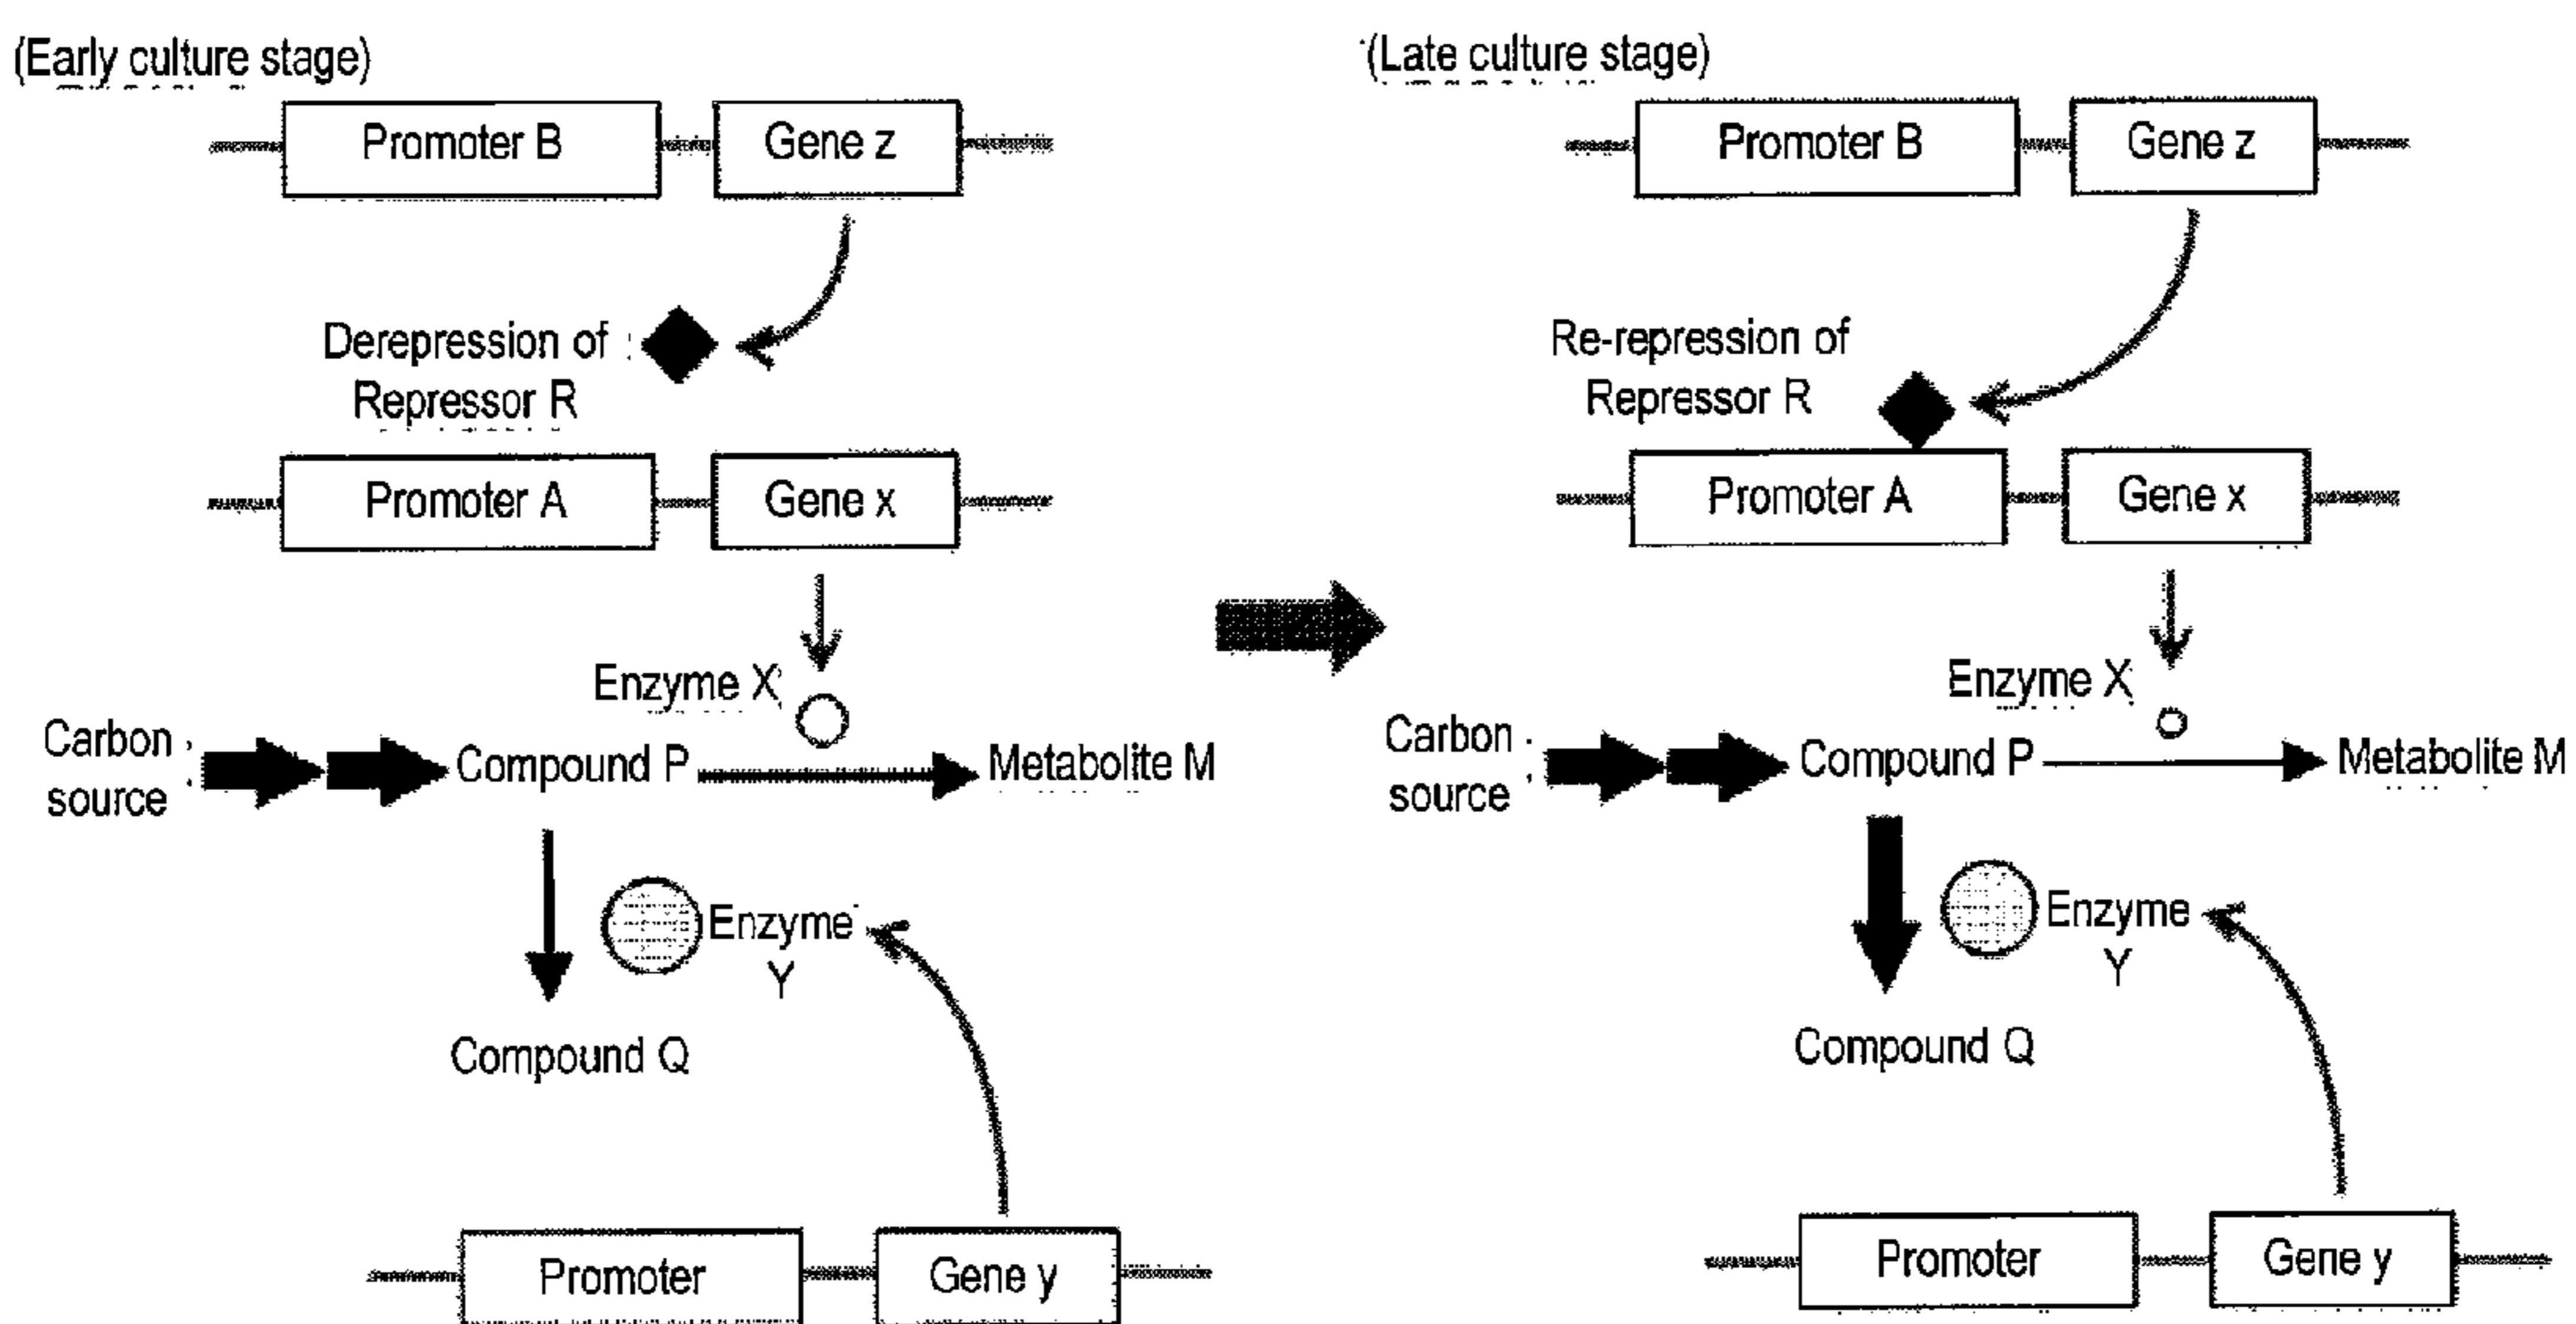 (Early culture stage)
Promoter B
Gene z
Derepression of
Repressor R
Promoter A
Gene x
Enzyme X
Carbon
source
Compound P
Metabolite M
Enzyme
Y
Compound Q
Promoter
Gene y
(Late culture stage)
Promoter B
Gene z
Re-repression of
Repressor R
Promoter A
Gene x
Enzyme X
Carbon
source
Compound P
Metabolite M
Enzyme
Y
Compound Q
Promoter
Gene y